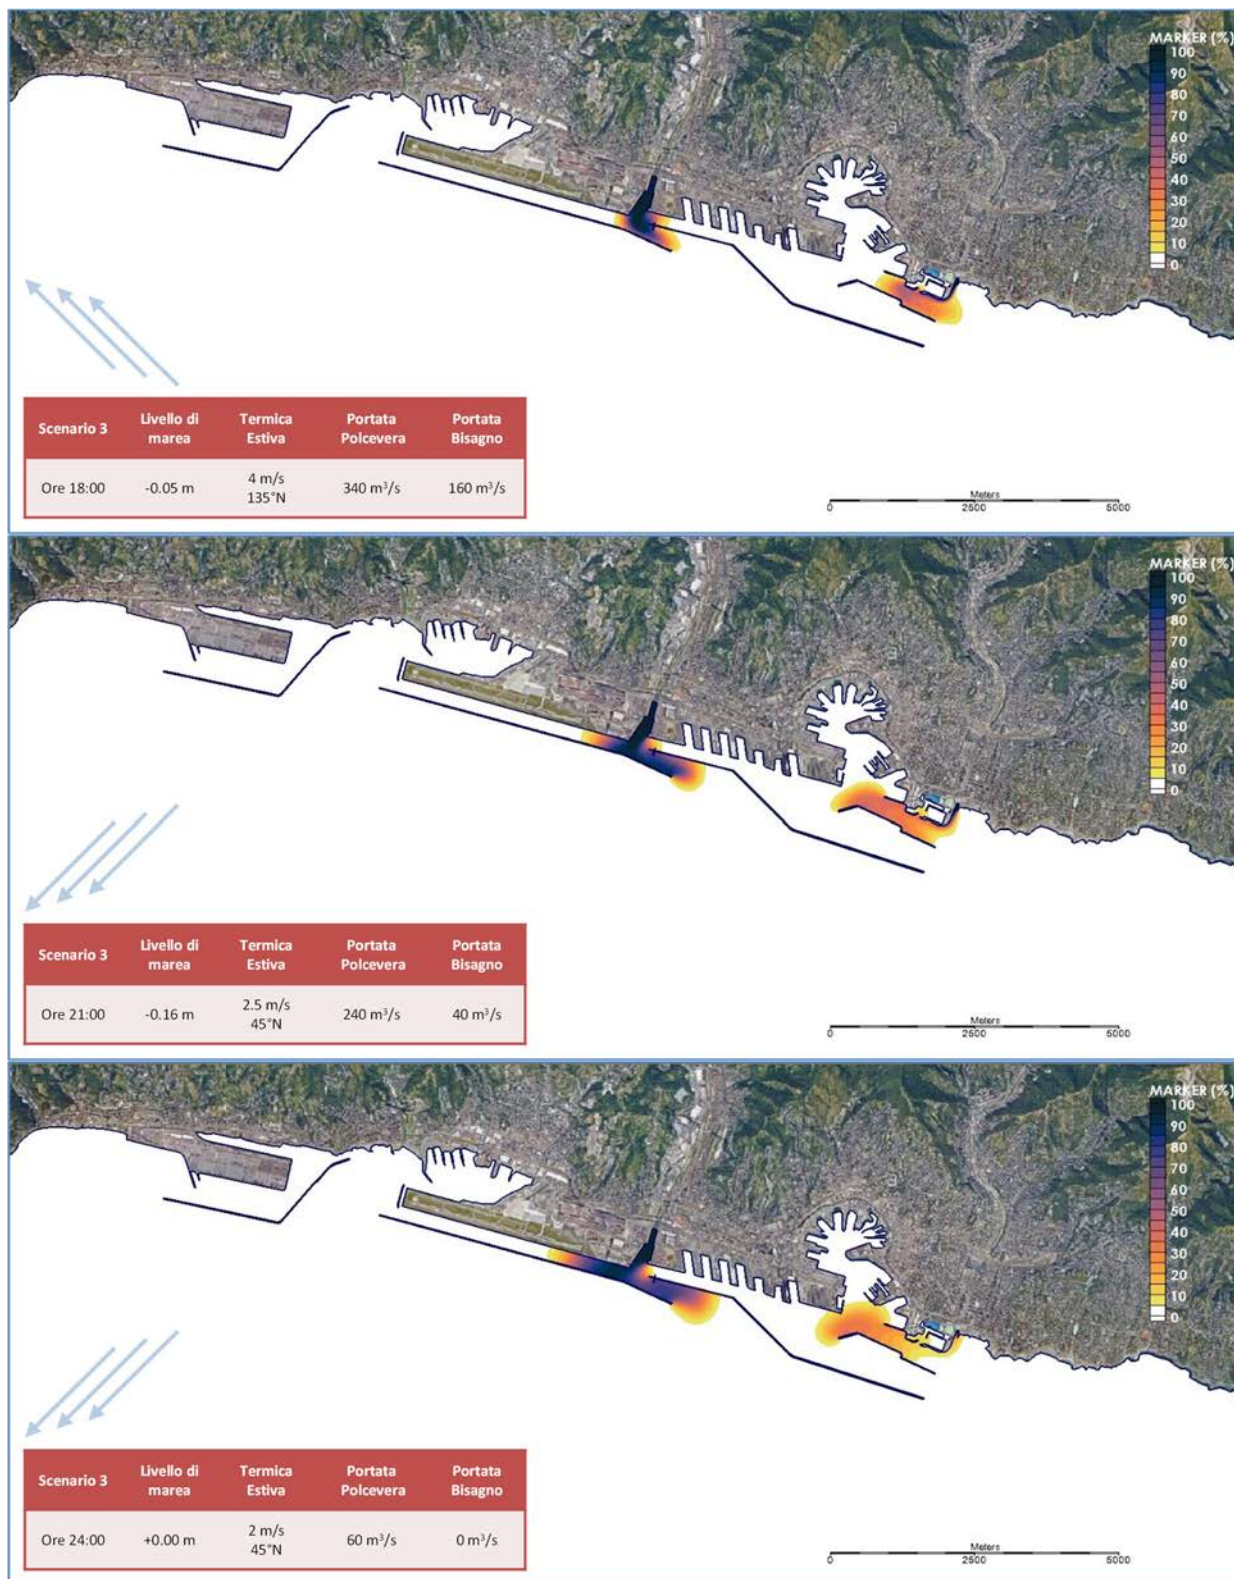 MARKER (%)
100
90
80
70
60
50
40
30
20
10
0
Scenario 3 Livello di marea Termica Estiva Portata Polcevera Portata Bisagno
Ore 18:00 -0.05 m 4 m/s 135°N 340 m³/s 160 m³/s
Meters
0 2500 5000
MARKER (%)
100
90
80
70
60
50
40
30
20
10
0
Scenario 3 Livello di marea Termica Estiva Portata Polcevera Portata Bisagno
Ore 21:00 -0.16 m 2.5 m/s 45°N 240 m³/s 40 m³/s
Meters
0 2500 5000
MARKER (%)
100
90
80
70
60
50
40
30
20
10
0
Scenario 3 Livello di marea Termica Estiva Portata Polcevera Portata Bisagno
Ore 24:00 +0.00 m 2 m/s 45°N 60 m³/s 0 m³/s
Meters
0 2500 5000